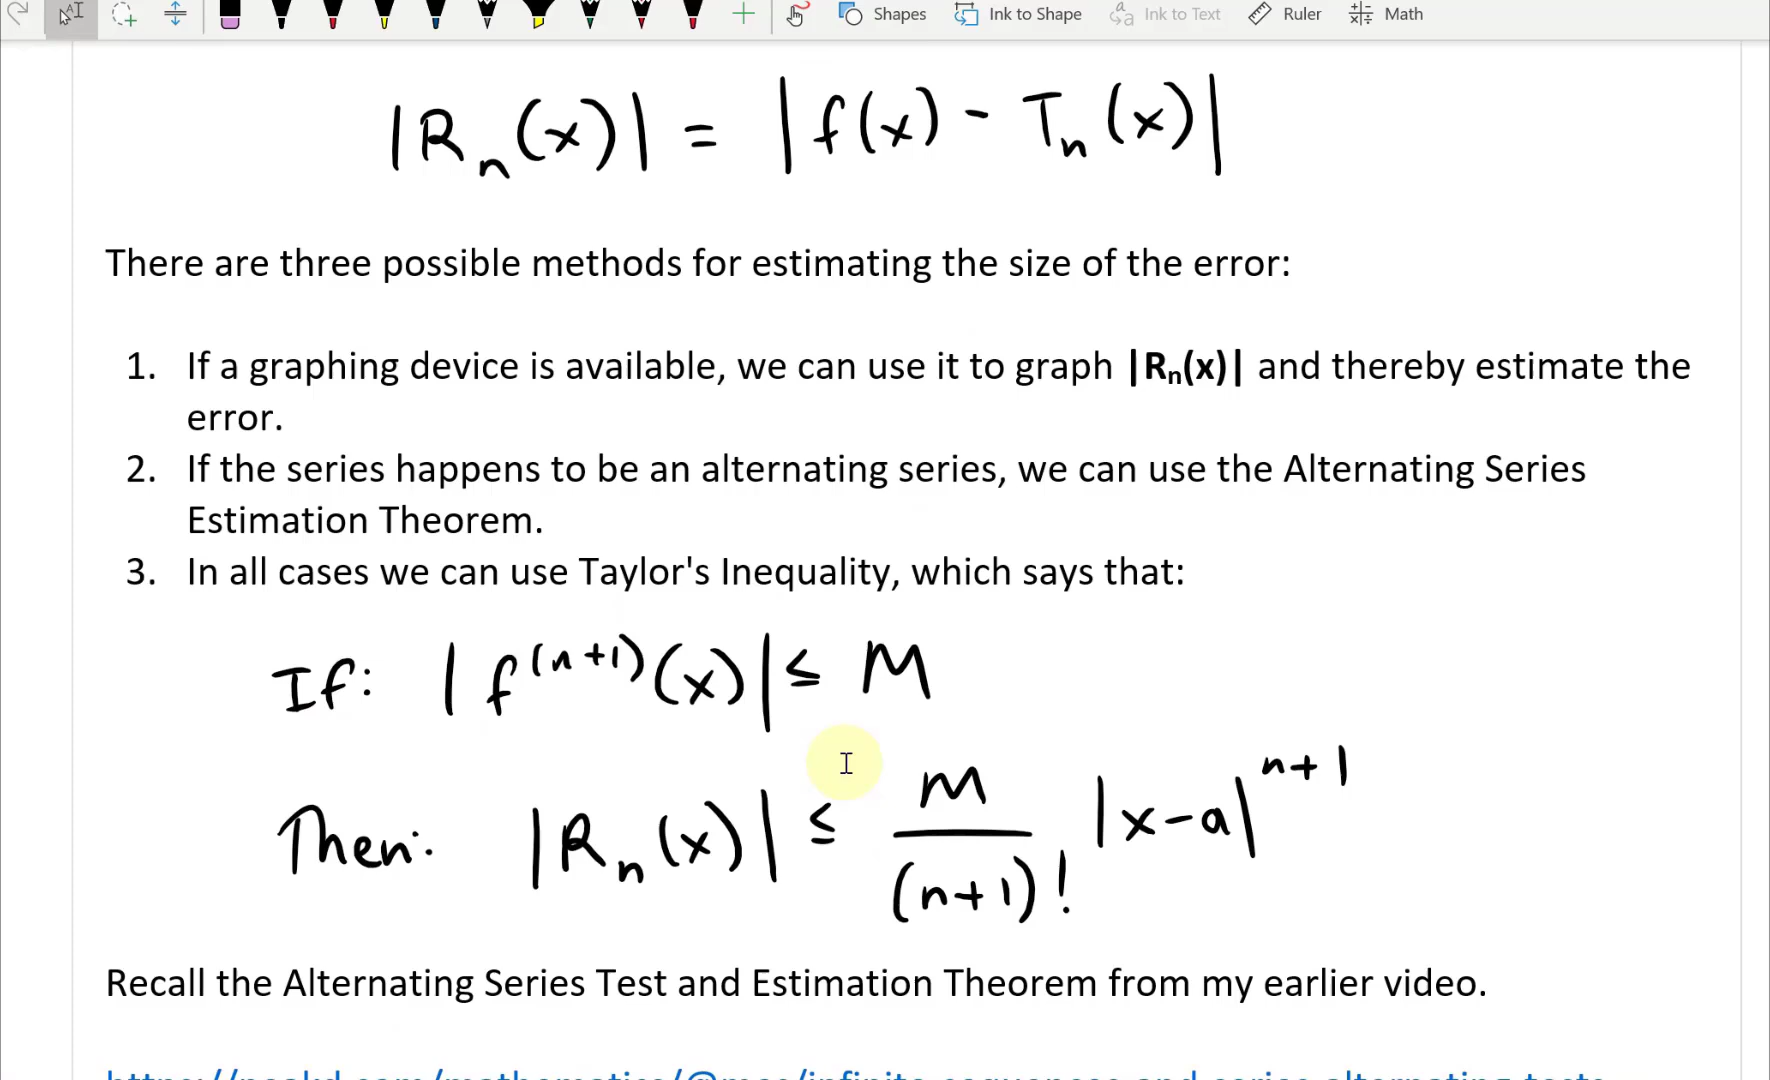 Shapes Ink to Shape Ink to Text Ruler Math
|Rₙ(x)| = |f(x) - Tₙ(x)|
There are three possible methods for estimating the size of the error:
1. If a graphing device is available, we can use it to graph |Rₙ(x)| and thereby estimate the
error.
2. If the series happens to be an alternating series, we can use the Alternating Series
Estimation Theorem.
3. In all cases we can use Taylor's Inequality, which says that:
If: |f⁽ⁿ⁺¹⁾(x)| ≤ M
Then: |Rₙ(x)| ≤ M/(n+1)! |x-a|ⁿ⁺¹
Recall the Alternating Series Test and Estimation Theorem from my earlier video.